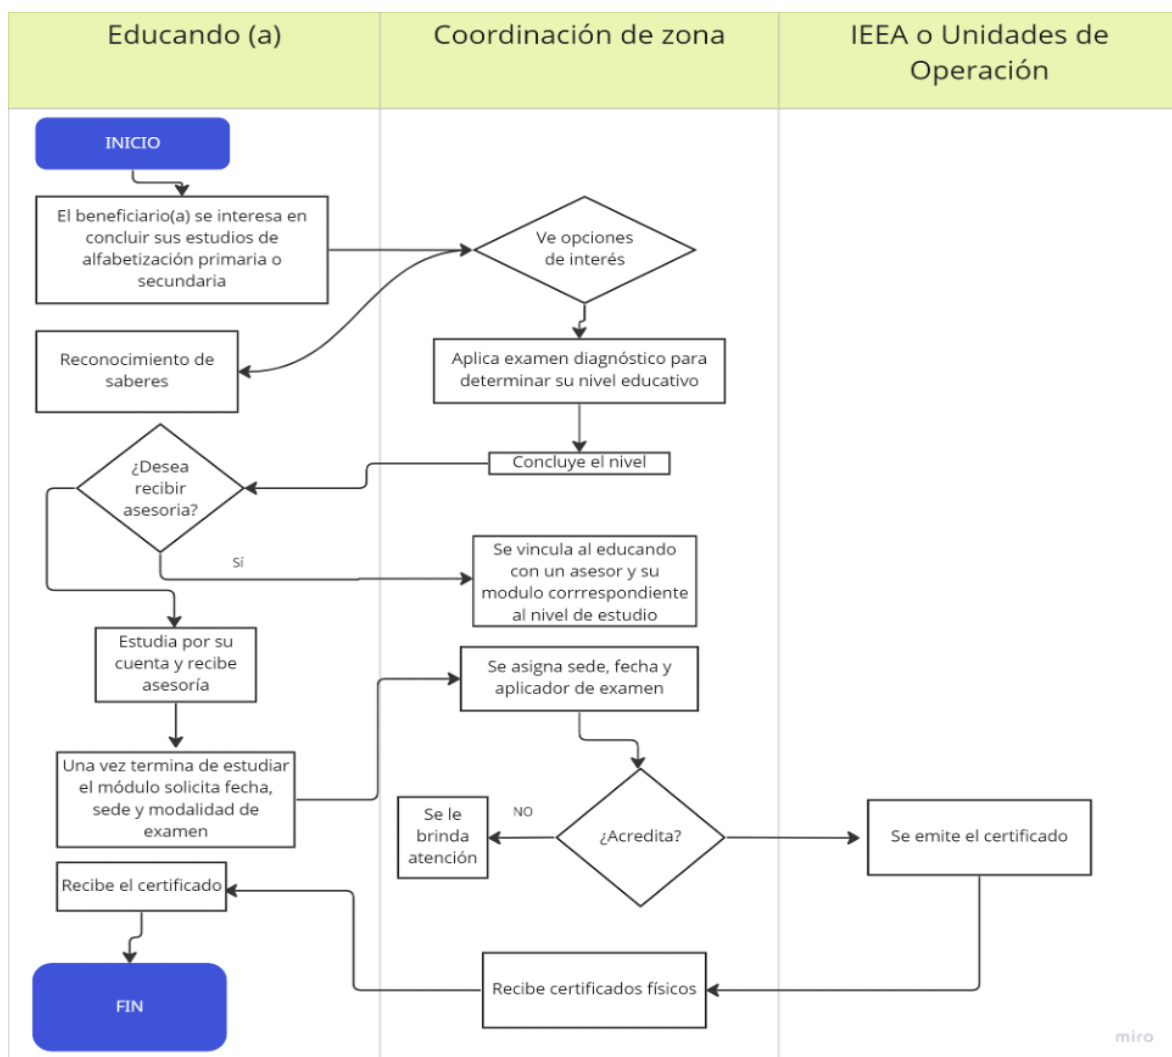 Educando (a)
Coordinación de zona
IEEA o Unidades de
Operación
INICIO
El beneficiario(a) se interesa en
concluir sus estudios de
alfabetización primaria o
secundaria
Ve opciones
de interés
Reconocimiento de
saberes
Aplica examen diagnóstico para
determinar su nivel educativo
Concluye el nivel
¿Desea
recibir
asesoria?
Sí
Se vincula al educando
con un asesor y su
modulo corrrespondiente
al nivel de estudio
Estudia por su
cuenta y recibe
asesoría
Se asigna sede, fecha y
aplicador de examen
Una vez termina de estudiar
el módulo solicita fecha,
sede y modalidad de
examen
¿Acredita?
NO
Se le
brinda
atención
Se emite el certificado
Recibe certificados físicos
Recibe el certificado
FIN
miro